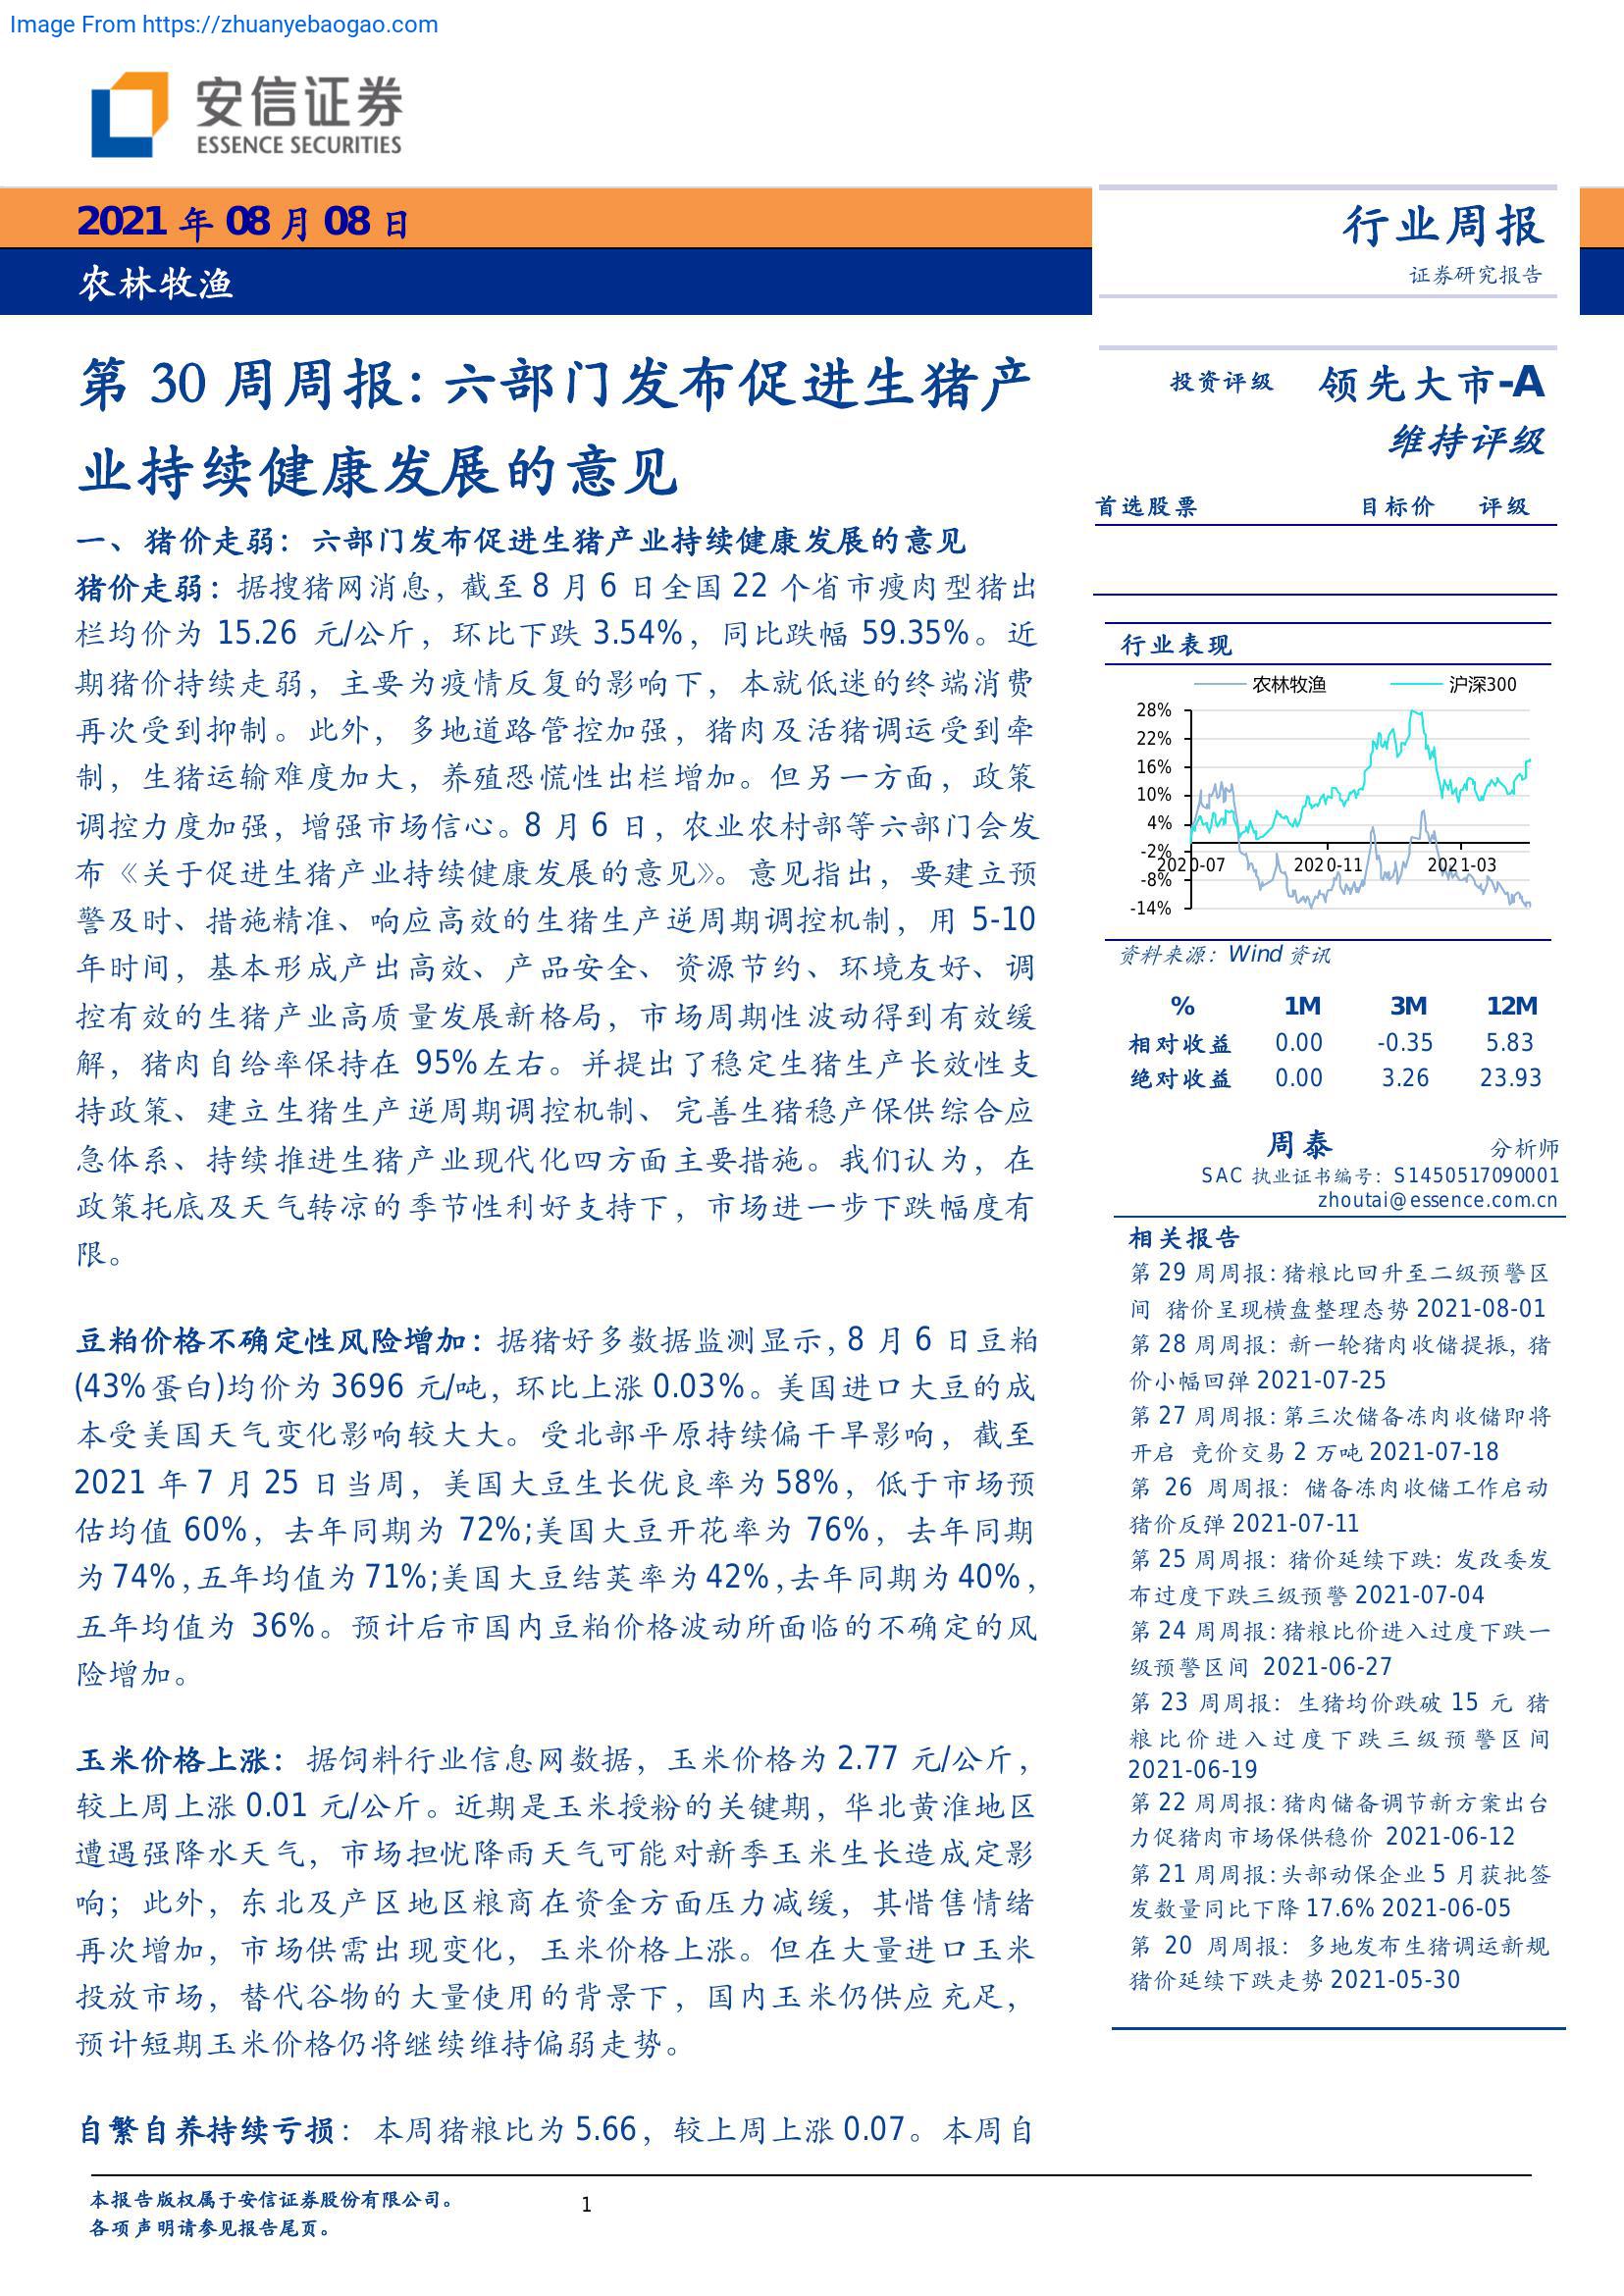 Image From https://zhuanyebaogao.com
安信证券
ESSENCE SECURITIES
2021 年 08 月 08 日
农林牧渔
行业周报
证券研究报告
第 30 周周报：六部门发布促进生猪产
业持续健康发展的意见
一、猪价走弱：六部门发布促进生猪产业持续健康发展的意见
猪价走弱：据搜猪网消息，截至 8 月 6 日全国 22 个省市瘦肉型猪出
栏均价为 15.26 元/公斤，环比下跌 3.54%，同比跌幅 59.35%。近
期猪价持续走弱，主要为疫情反复的影响下，本就低迷的终端消费
再次受到抑制。此外，多地道路管控加强，猪肉及活猪调运受到牵
制，生猪运输难度加大，养殖恐慌性出栏增加。但另一方面，政策
调控力度加强，增强市场信心。8 月 6 日，农业农村部等六部门会发
布《关于促进生猪产业持续健康发展的意见》。意见指出，要建立预
警及时、措施精准、响应高效的生猪生产逆周期调控机制，用 5-10
年时间，基本形成产出高效、产品安全、资源节约、环境友好、调
控有效的生猪产业高质量发展新格局，市场周期性波动得到有效缓
解，猪肉自给率保持在 95%左右。并提出了稳定生猪生产长效性支
持政策、建立生猪生产逆周期调控机制、完善生猪稳产保供综合应
急体系、持续推进生猪产业现代化四方面主要措施。我们认为，在
政策托底及天气转凉的季节性利好支持下，市场进一步下跌幅度有
限。
豆粕价格不确定性风险增加：据猪好多数据监测显示，8 月 6 日豆粕
(43%蛋白)均价为 3696 元/吨，环比上涨 0.03%。美国进口大豆的成
本受美国天气变化影响较大大。受北部平原持续偏干旱影响，截至
2021 年 7 月 25 日当周，美国大豆生长优良率为 58%，低于市场预
估均值 60%，去年同期为 72%;美国大豆开花率为 76%，去年同期
为 74%，五年均值为 71%;美国大豆结荚率为 42%，去年同期为 40%，
五年均值为 36%。预计后市国内豆粕价格波动所面临的不确定的风
险增加。
玉米价格上涨：据饲料行业信息网数据，玉米价格为 2.77 元/公斤，
较上周上涨 0.01 元/公斤。近期是玉米授粉的关键期，华北黄淮地区
遭遇强降水天气，市场担忧降雨天气可能对新季玉米生长造成定影
响；此外，东北及产区地区粮商在资金方面压力减缓，其惜售情绪
再次增加，市场供需出现变化，玉米价格上涨。但在大量进口玉米
投放市场，替代谷物的大量使用的背景下，国内玉米仍供应充足，
预计短期玉米价格仍将继续维持偏弱走势。
自繁自养持续亏损：本周猪粮比为 5.66，较上周上涨 0.07。本周自
投资评级 领先大市-A
维持评级
首选股票 目标价 评级
行业表现
农林牧渔 沪深300
28%
22%
16%
10%
4%
-2%
-8%
-14%
2020-07 2020-11 2021-03
资料来源：Wind 资讯
% 1M 3M 12M
相对收益 0.00 -0.35 5.83
绝对收益 0.00 3.26 23.93
周泰 分析师
SAC 执业证书编号：S1450517090001
zhoutai@essence.com.cn
相关报告
第 29 周周报：猪粮比回升至二级预警区
间 猪价呈现横盘整理态势 2021-08-01
第 28 周周报：新一轮猪肉收储提振，猪
价小幅回弹 2021-07-25
第 27 周周报：第三次储备冻肉收储即将
开启 竞价交易 2 万吨 2021-07-18
第 26 周周报：储备冻肉收储工作启动
猪价反弹 2021-07-11
第 25 周周报：猪价延续下跌：发改委发
布过度下跌三级预警 2021-07-04
第 24 周周报：猪粮比价进入过度下跌一
级预警区间 2021-06-27
第 23 周周报：生猪均价跌破 15 元 猪
粮比价进入过度下跌三级预警区间
2021-06-19
第 22 周周报：猪肉储备调节新方案出台
力促猪肉市场保供稳价 2021-06-12
第 21 周周报：头部动保企业 5 月获批签
发数量同比下降 17.6% 2021-06-05
第 20 周周报：多地发布生猪调运新规
猪价延续下跌走势 2021-05-30
本报告版权属于安信证券股份有限公司。
各项声明请参见报告尾页。
1